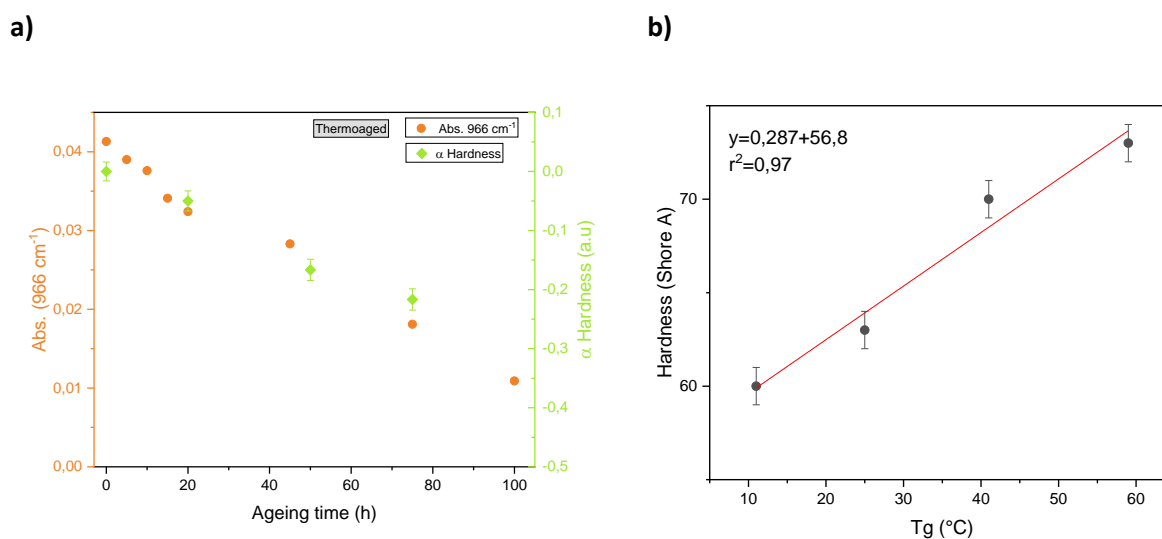 a)
Thermoaged
Abs. 966 cm⁻¹
α Hardness
Abs. (966 cm⁻¹)
0,04
0,03
0,02
0,01
0,00
0,1
0,0
-0,1
-0,2
-0,3
-0,4
-0,5
α Hardness (a.u)
0 20 40 60 80 100
Ageing time (h)
b)
y=0,287+56,8
r²=0,97
Hardness (Shore A)
70
60
10 20 30 40 50 60
Tg (°C)